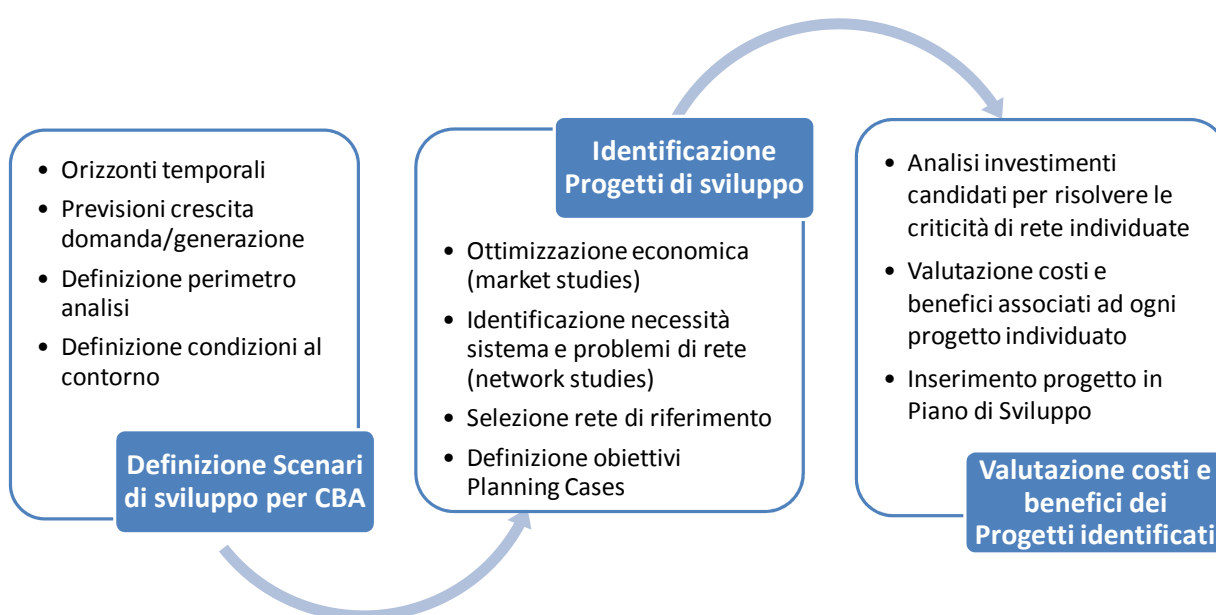 • Orizzonti temporali
• Previsioni crescita
domanda/generazione
• Definizione perimetro
analisi
• Definizione condizioni al
contorno
Definizione Scenari
di sviluppo per CBA
Identificazione
Progetti di sviluppo
• Ottimizzazione economica
(market studies)
• Identificazione necessità
sistema e problemi di rete
(network studies)
• Selezione rete di riferimento
• Definizione obiettivi
Planning Cases
• Analisi investimenti
candidati per risolvere le
criticità di rete individuate
• Valutazione costi e
benefici associati ad ogni
progetto individuato
• Inserimento progetto in
Piano di Sviluppo
Valutazione costi e
benefici dei
Progetti identificati